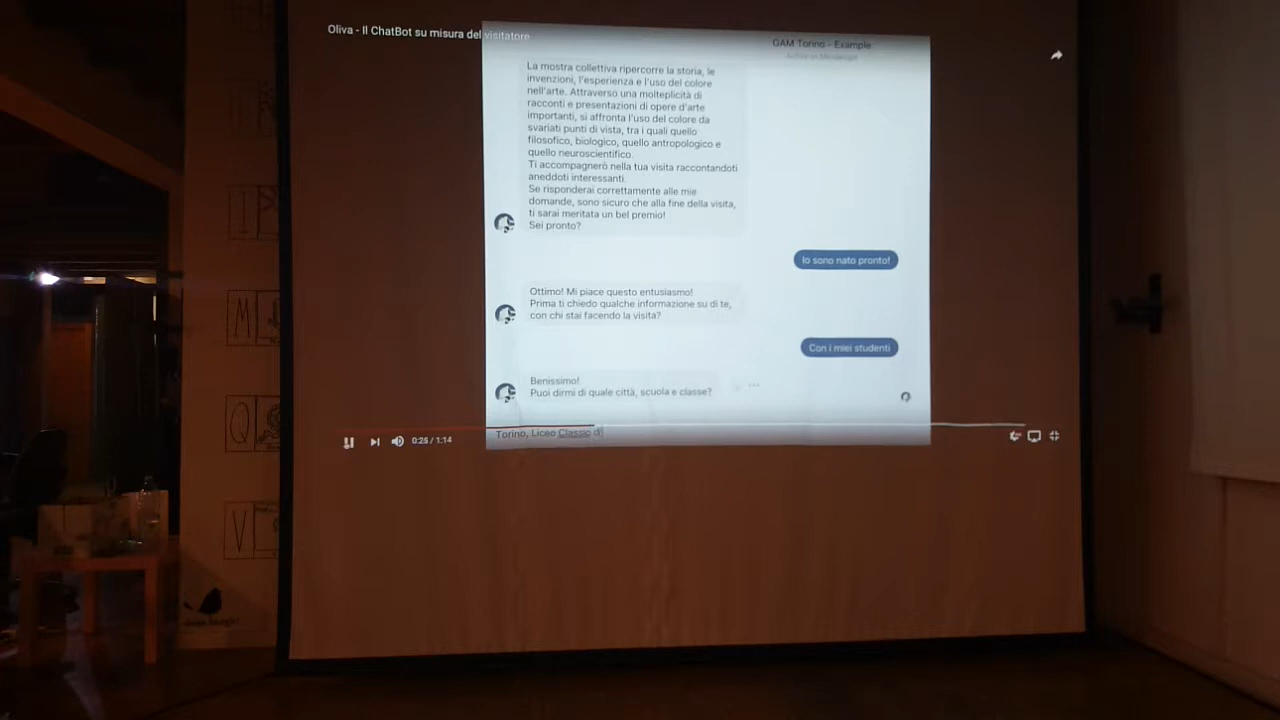 Oliva - Il ChatBot su misura del visitatore
GAM Torino - Example
La mostra collettiva ripercorre la storia, le
invenzioni, l'esperienza e l'uso del colore
nell'arte. Attraverso una molteplicità di
racconti e presentazioni di opere d'arte
importanti, si affronta l'uso del colore da
svariati punti di vista, tra i quali quello
filosofico, biologico, quello antropologico e
quello neuroscientifico.
Ti accompagnerò nella tua visita raccontandoti
aneddoti interessanti.
Se risponderai correttamente alle mie
domande, sono sicuro che alla fine della visita,
ti sarai meritata un bel premio!
Sei pronto?
Io sono nato pronto!
Ottimo! Mi piace questo entusiasmo!
Prima ti chiedo qualche informazione su di te,
con chi stai facendo la visita?
Con i miei studenti
Benissimo!
Puoi dirmi di quale città, scuola e classe?
Torino, Liceo Classic di
0:25 / 1:14
I
M
Q
V